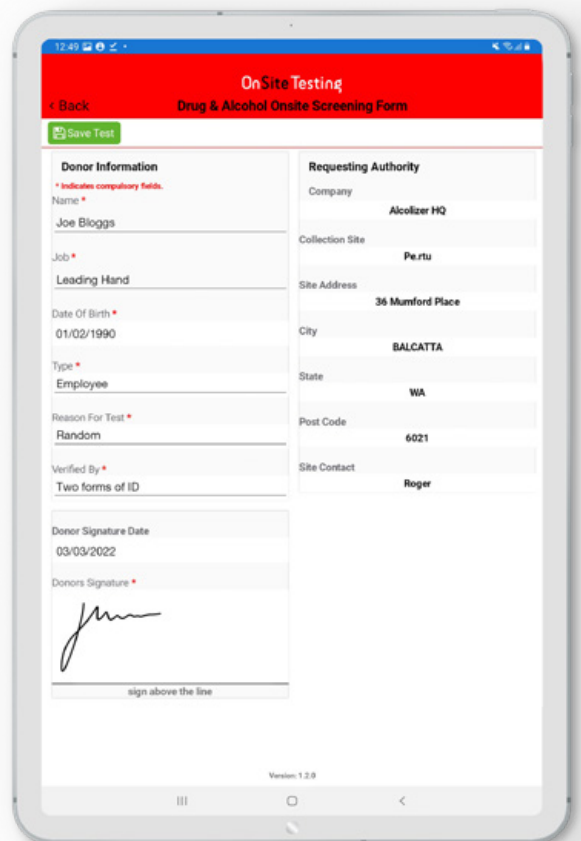 12:49
OnSiteTesting
< Back
Drug & Alcohol Onsite Screening Form
Save Test
Donor Information
* Indicates compulsory fields.
Name *
Joe Bloggs
Job *
Leading Hand
Date Of Birth *
01/02/1990
Type *
Employee
Reason For Test *
Random
Verified By *
Two forms of ID
Donor Signature Date
03/03/2022
Donors Signature *
sign above the line
Requesting Authority
Company
Alcolizer HQ
Collection Site
Pe.rtu
Site Address
36 Mumford Place
City
BALCATTA
State
WA
Post Code
6021
Site Contact
Roger
Version: 1.2.0